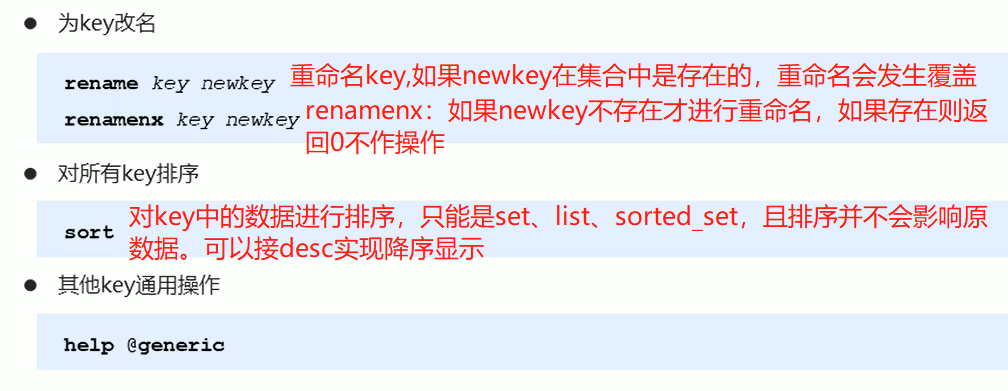 ● 为key改名
rename key newkey 重命名key,如果newkey在集合中是存在的，重命名会发生覆盖
renamenx key newkey renamenx：如果newkey不存在才进行重命名，如果存在则返
回0不作操作
● 对所有key排序
sort 对key中的数据进行排序，只能是set、list、sorted_set，且排序并不会影响原
数据。可以接desc实现降序显示
● 其他key通用操作
help @generic